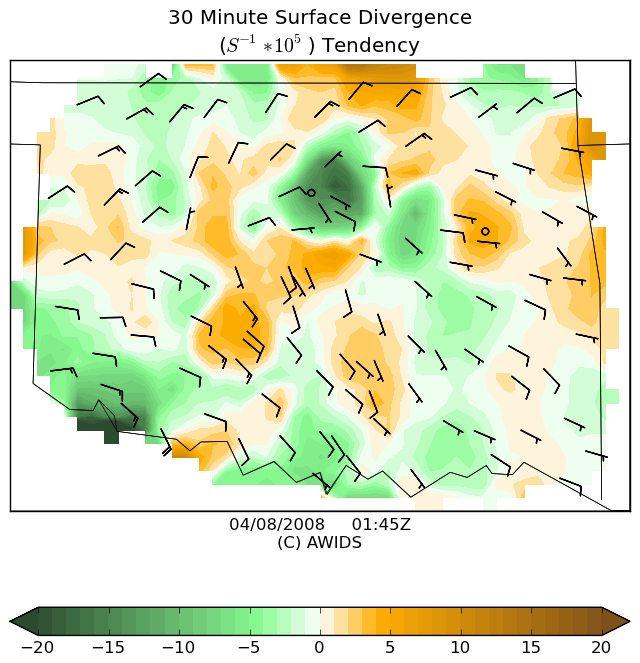 30 Minute Surface Divergence
(S⁻¹ * 10⁵ ) Tendency
04/08/2008 01:45Z
(C) AWIDS
−20 −15 −10 −5 0 5 10 15 20